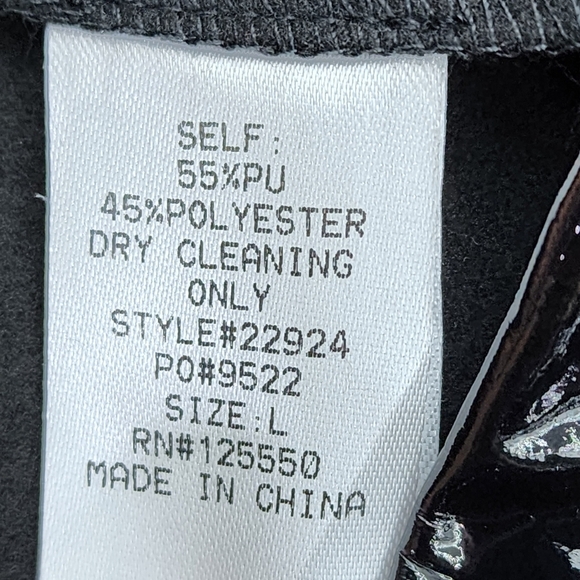 SELF:
55%PU
45%POLYESTER
DRY CLEANING
ONLY
STYLE#22924
PO#9522
SIZE:L
RN#125550
MADE IN CHINA